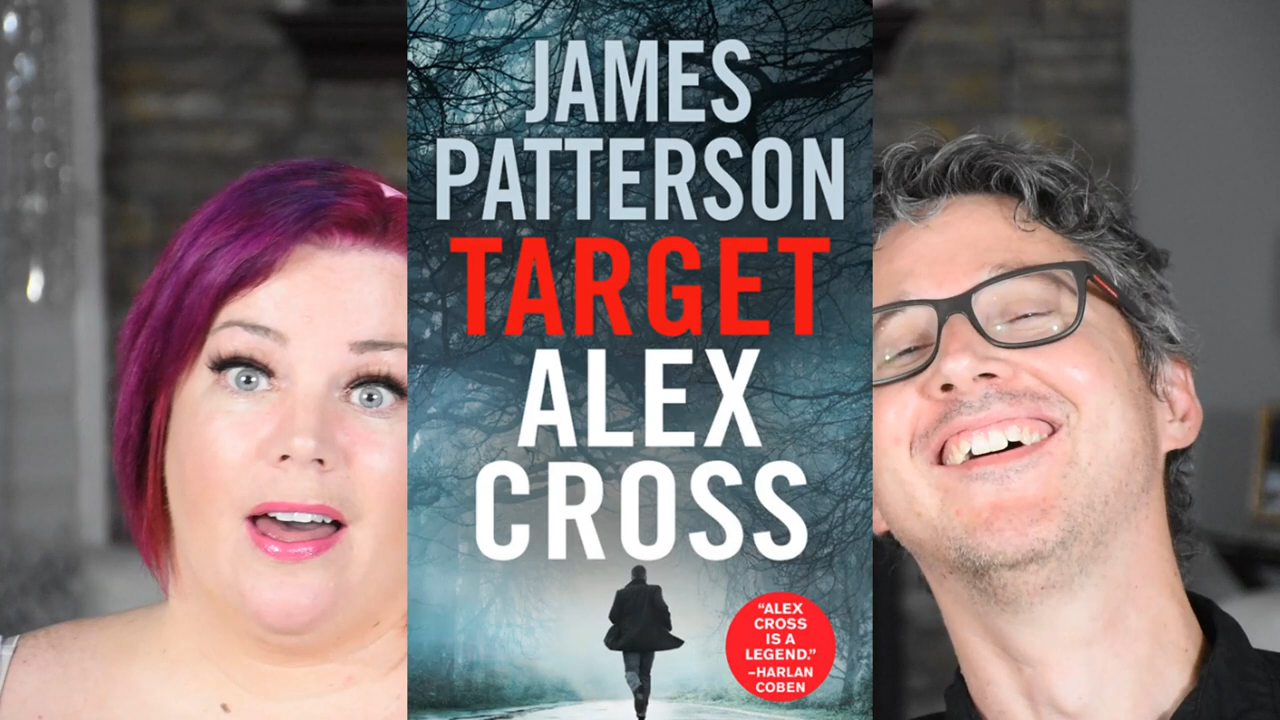 JAMES
PATTERSON
TARGET
ALEX
CROSS
“ALEX
CROSS
IS A
LEGEND.”
–HARLAN
COBEN